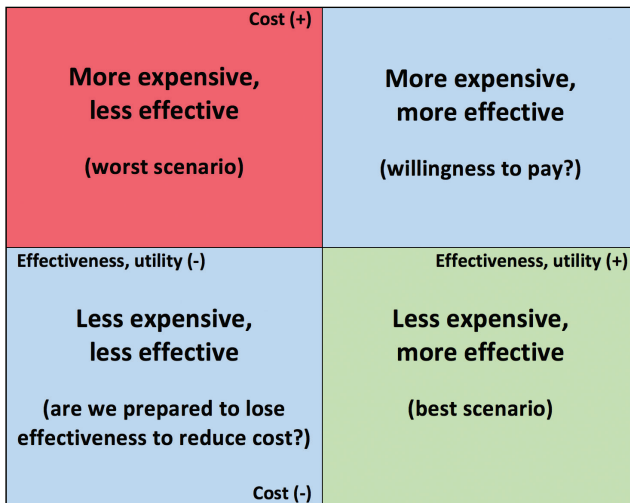 Cost (+)
More expensive,
less effective
(worst scenario)
More expensive,
more effective
(willingness to pay?)
Effectiveness, utility (-)
Less expensive,
less effective
(are we prepared to lose
effectiveness to reduce cost?)
Cost (-)
Effectiveness, utility (+)
Less expensive,
more effective
(best scenario)